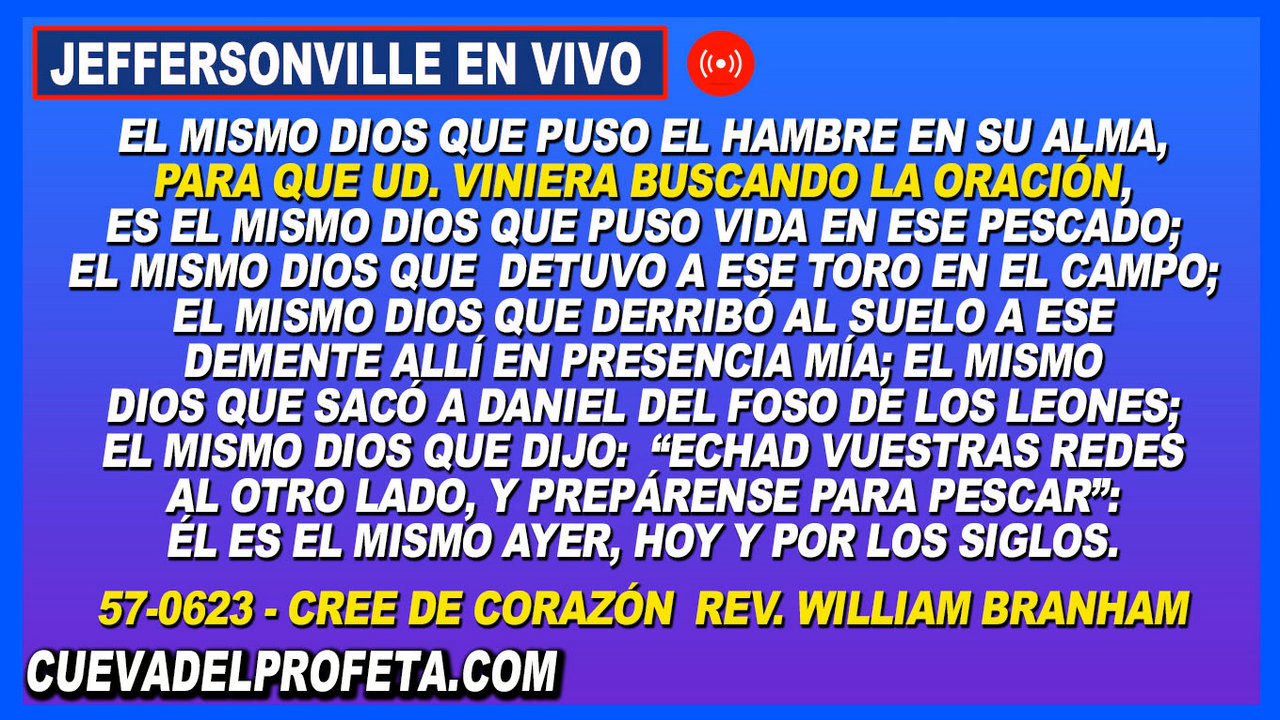 JEFFERSONVILLE EN VIVO
EL MISMO DIOS QUE PUSO EL HAMBRE EN SU ALMA,
PARA QUE UD. VINIERA BUSCANDO LA ORACIÓN,
ES EL MISMO DIOS QUE PUSO VIDA EN ESE PESCADO;
EL MISMO DIOS QUE DETUVO A ESE TORO EN EL CAMPO;
EL MISMO DIOS QUE DERRIBÓ AL SUELO A ESE
DEMENTE ALLÍ EN PRESENCIA MÍA; EL MISMO
DIOS QUE SACÓ A DANIEL DEL FOSO DE LOS LEONES;
EL MISMO DIOS QUE DIJO: “ECHAD VUESTRAS REDES
AL OTRO LADO, Y PREPÁRENSE PARA PESCAR”:
ÉL ES EL MISMO AYER, HOY Y POR LOS SIGLOS.
57-0623 - CREE DE CORAZÓN REV. WILLIAM BRANHAM
CUEVADELPROFETA.COM